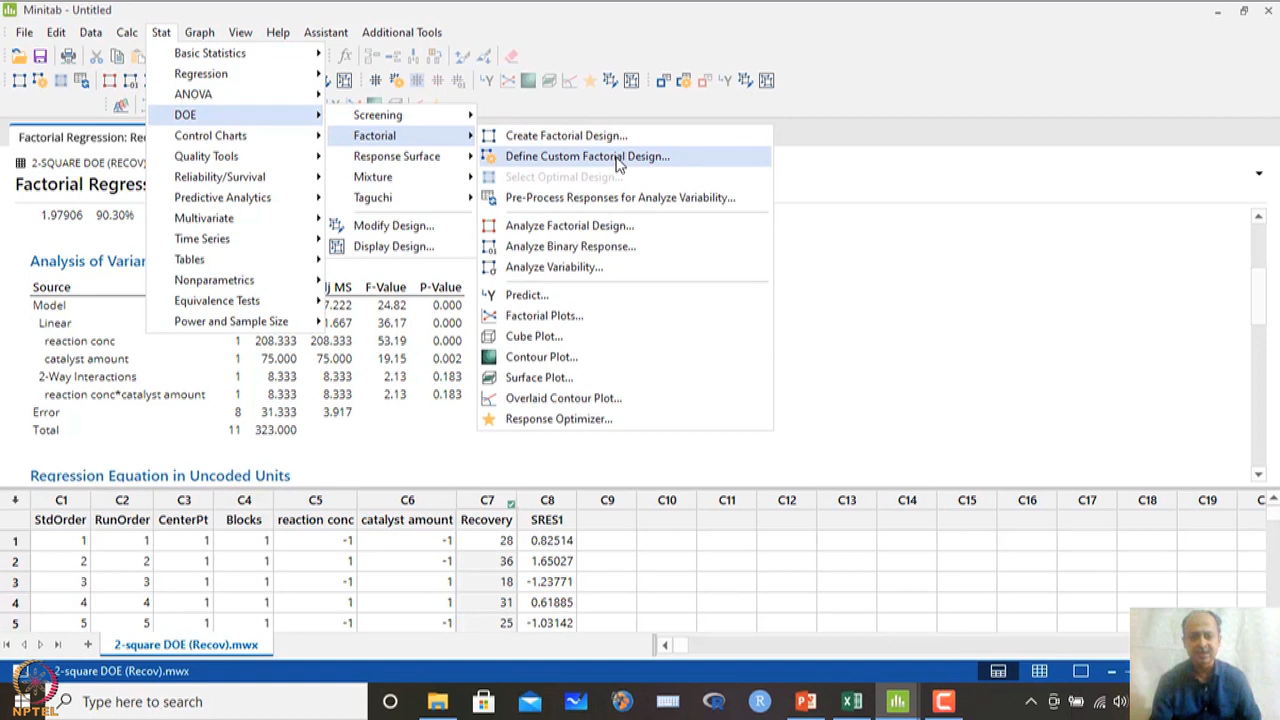 Minitab - Untitled
File Edit Data Calc Stat Graph View Help Assistant Additional Tools
Basic Statistics
Regression
ANOVA
DOE
Control Charts
Quality Tools
Reliability/Survival
Predictive Analytics
Multivariate
Time Series
Tables
Nonparametrics
Equivalence Tests
Power and Sample Size
Screening
Factorial
Response Surface
Mixture
Taguchi
Modify Design...
Display Design...
Create Factorial Design...
Define Custom Factorial Design...
Select Optimal Design...
Pre-Process Responses for Analyze Variability...
Analyze Factorial Design...
Analyze Binary Response...
Analyze Variability...
Predict...
Factorial Plots...
Cube Plot...
Contour Plot...
Surface Plot...
Overlaid Contour Plot...
Response Optimizer...
Factorial Regression: Rec
2-SQUARE DOE (RECOV)
Factorial Regres
1.97906 90.30%
Analysis of Varian
Source j MS F-Value P-Value
Model 7.222 24.82 0.000
Linear 1.667 36.17 0.000
reaction conc 1 208.333 208.333 53.19 0.000
catalyst amount 1 75.000 75.000 19.15 0.002
2-Way Interactions 1 8.333 8.333 2.13 0.183
reaction conc*catalyst amount 1 8.333 8.333 2.13 0.183
Error 8 31.333 3.917
Total 11 323.000
Regression Equation in Uncoded Units
C1 C2 C3 C4 C5 C6 C7 C8 C9 C10 C11 C12 C13 C14 C15 C16 C17 C18 C19
StdOrder RunOrder CenterPt Blocks reaction conc catalyst amount Recovery SRES1
1 1 1 1 1 -1 -1 28 0.82514
2 2 2 1 1 1 -1 36 1.65027
3 3 3 1 1 -1 1 18 -1.23771
4 4 4 1 1 1 1 31 0.61885
5 5 5 1 1 -1 -1 25 -1.03142
2-square DOE (Recov).mwx
2-square DOE (Recov).mwx
Type here to search
NPTEL